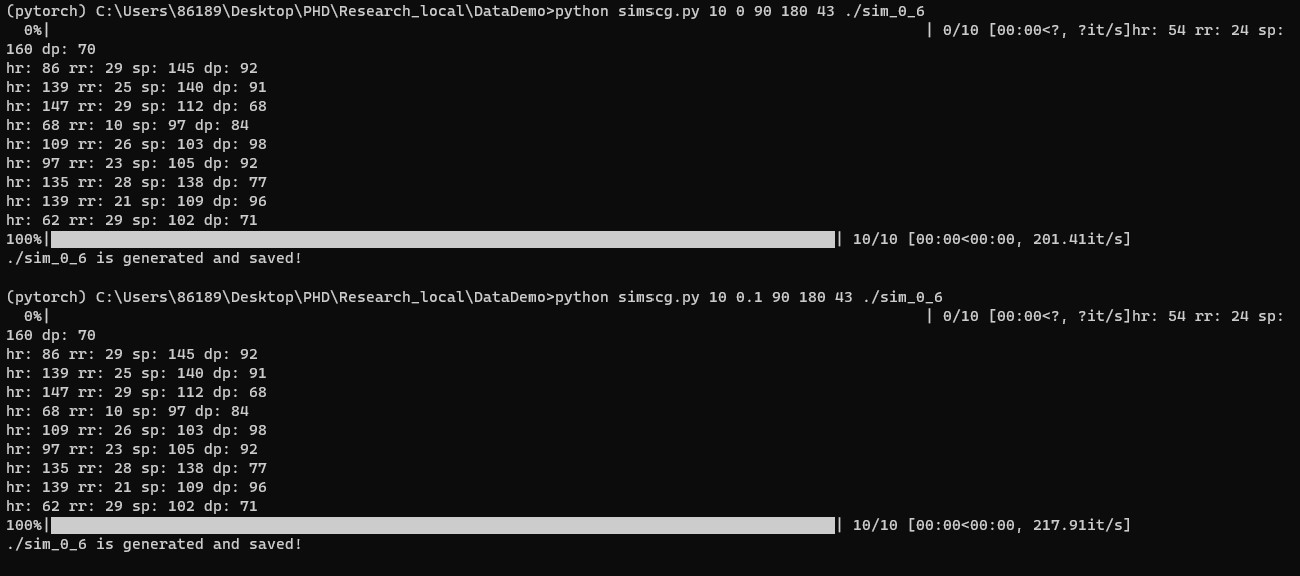 (pytorch) C:\Users\86189\Desktop\PHD\Research_local\DataDemo>python simscg.py 10 0 90 180 43 ./sim_0_6
  0%|                                                                                                  | 0/10 [00:00<?, ?it/s]hr: 54 rr: 24 sp:
160 dp: 70
hr: 86 rr: 29 sp: 145 dp: 92
hr: 139 rr: 25 sp: 140 dp: 91
hr: 147 rr: 29 sp: 112 dp: 68
hr: 68 rr: 10 sp: 97 dp: 84
hr: 109 rr: 26 sp: 103 dp: 98
hr: 97 rr: 23 sp: 105 dp: 92
hr: 135 rr: 28 sp: 138 dp: 77
hr: 139 rr: 21 sp: 109 dp: 96
hr: 62 rr: 29 sp: 102 dp: 71
100%|███████████████████████████████████████████████████████████████████████████████████████| 10/10 [00:00<00:00, 201.41it/s]
./sim_0_6 is generated and saved!

(pytorch) C:\Users\86189\Desktop\PHD\Research_local\DataDemo>python simscg.py 10 0.1 90 180 43 ./sim_0_6
  0%|                                                                                                  | 0/10 [00:00<?, ?it/s]hr: 54 rr: 24 sp:
160 dp: 70
hr: 86 rr: 29 sp: 145 dp: 92
hr: 139 rr: 25 sp: 140 dp: 91
hr: 147 rr: 29 sp: 112 dp: 68
hr: 68 rr: 10 sp: 97 dp: 84
hr: 109 rr: 26 sp: 103 dp: 98
hr: 97 rr: 23 sp: 105 dp: 92
hr: 135 rr: 28 sp: 138 dp: 77
hr: 139 rr: 21 sp: 109 dp: 96
hr: 62 rr: 29 sp: 102 dp: 71
100%|███████████████████████████████████████████████████████████████████████████████████████| 10/10 [00:00<00:00, 217.91it/s]
./sim_0_6 is generated and saved!